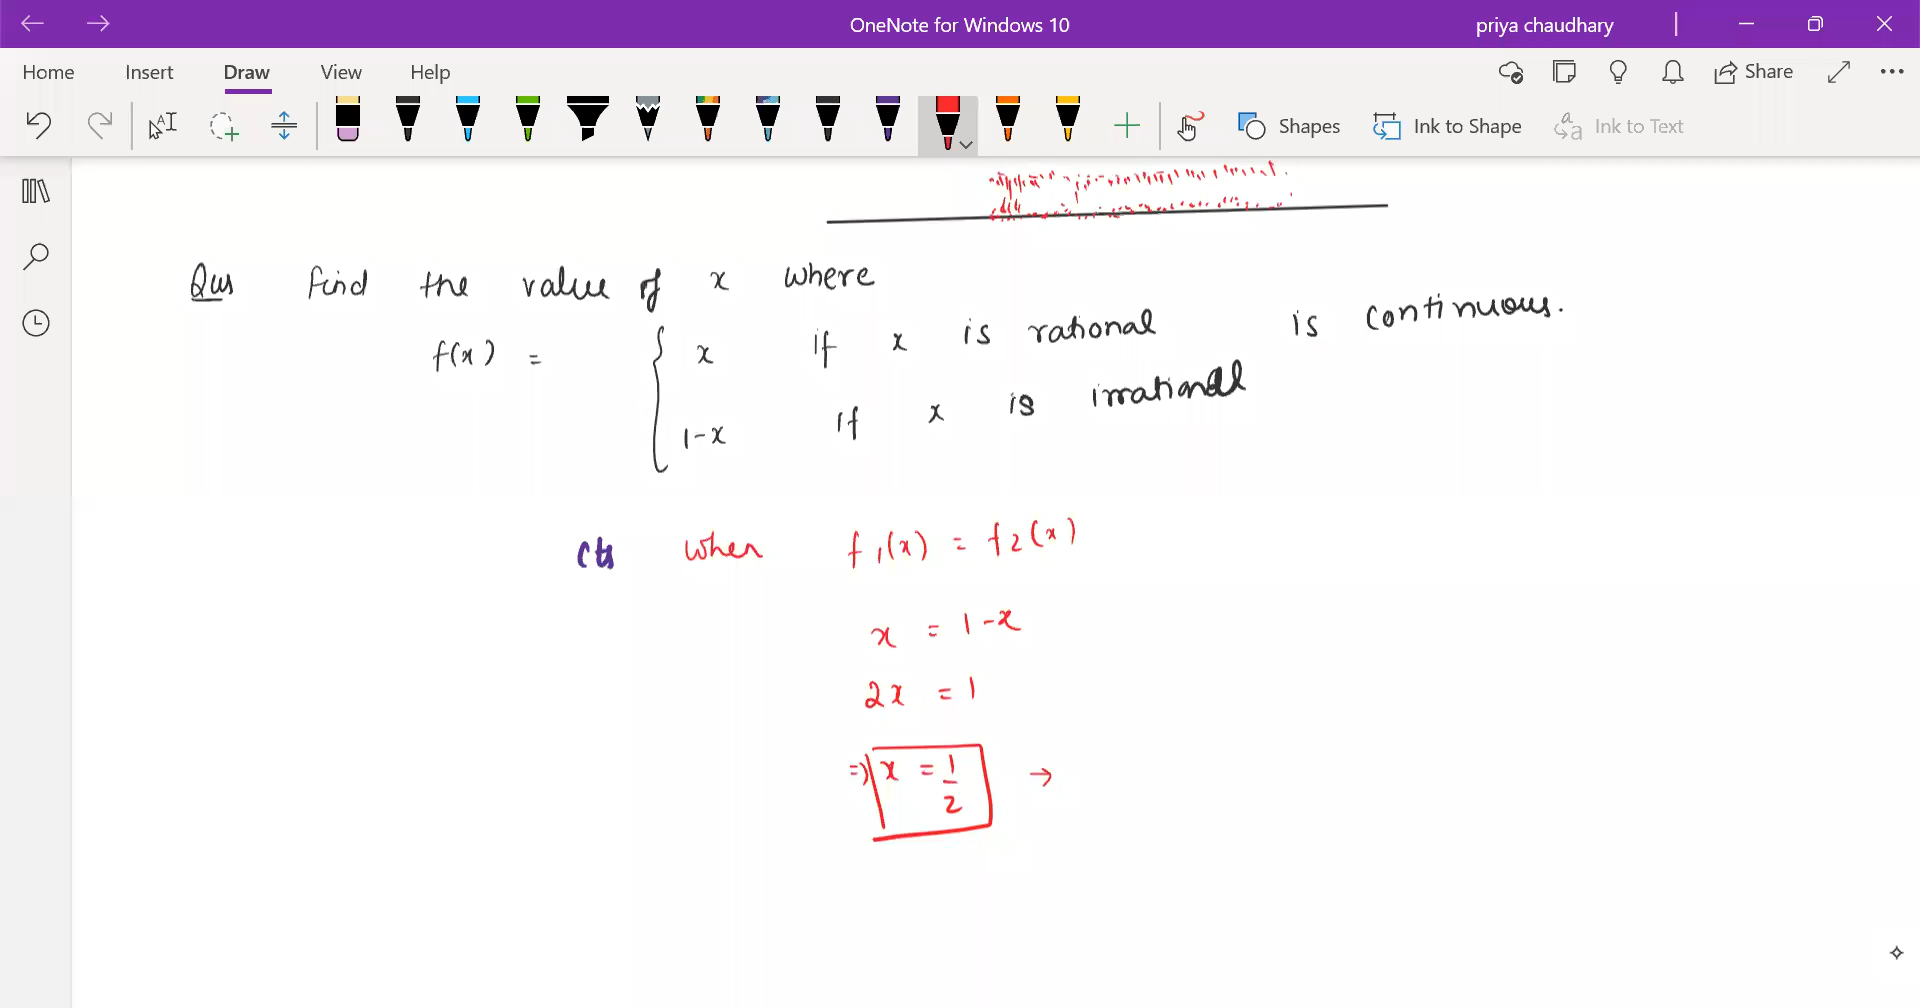 OneNote for Windows 10
priya chaudhary
Home Insert Draw View Help
Share
Shapes Ink to Shape Ink to Text
Qus find the value of x where
f(x) = { x if x is rational is continuous.
1-x if x is irrational
cts when f1(x) = f2(x)
x = 1-x
2x = 1
=) x = 1/2 →